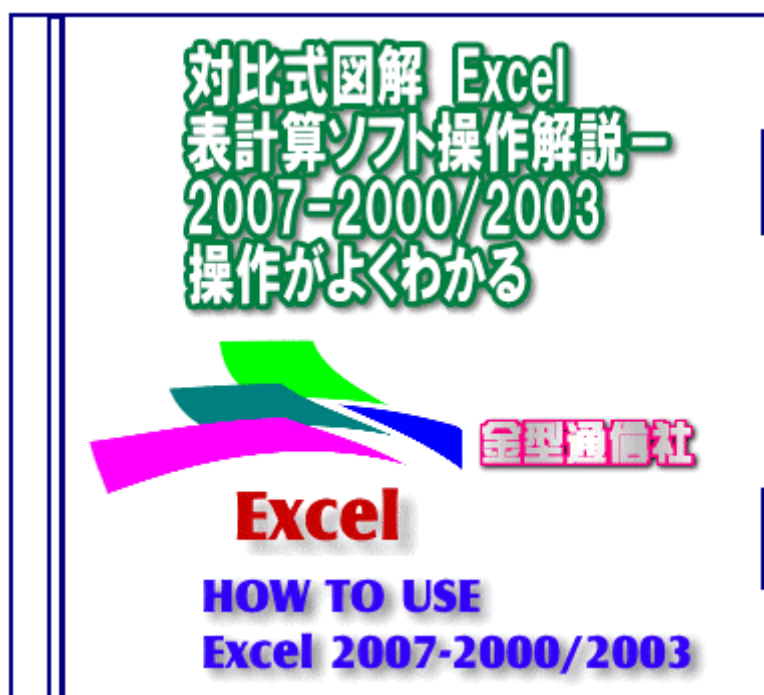 対比式図解 Excel
表計算ソフト操作解説ー
2007-2000/2003
操作がよくわかる
金型通信社
Excel
HOW TO USE
Excel 2007-2000/2003